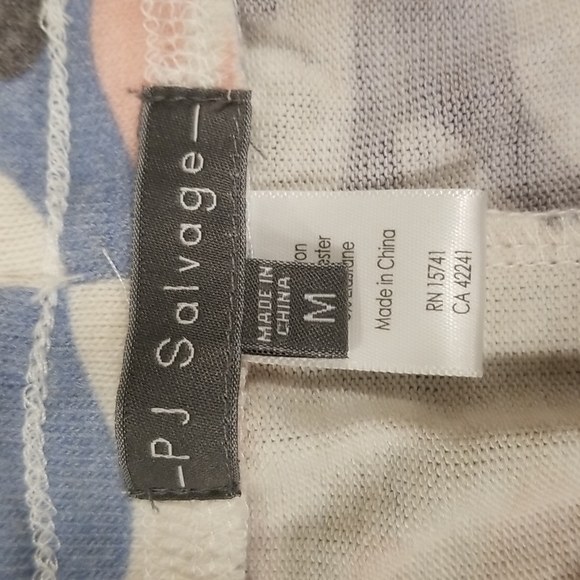 -PJ Salvage-
MADE IN
CHINA
M
Made in China
RN 15741
CA 42241